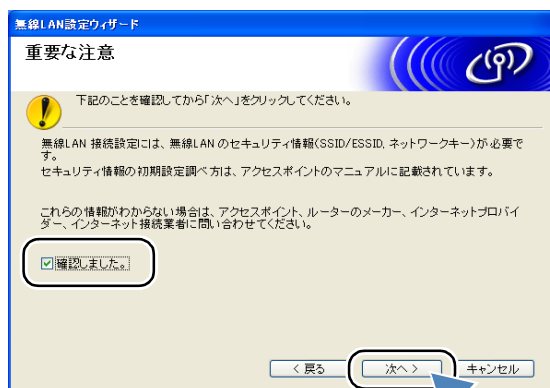 無線LAN設定ウィザード
重要な注意
下記のことを確認してから「次へ」をクリックしてください。
無線LAN 接続設定には、無線LAN のセキュリティ情報(SSID/ESSID, ネットワークキー)が必要で
す。
セキュリティ情報の初期設定調べ方は、アクセスポイントのマニュアルに記載されています。
これらの情報がわからない場合は、アクセスポイント、ルーターのメーカー、インターネットプロバイ
ダー、インターネット接続業者に問い合わせてください。
確認しました。
< 戻る 次へ > キャンセル